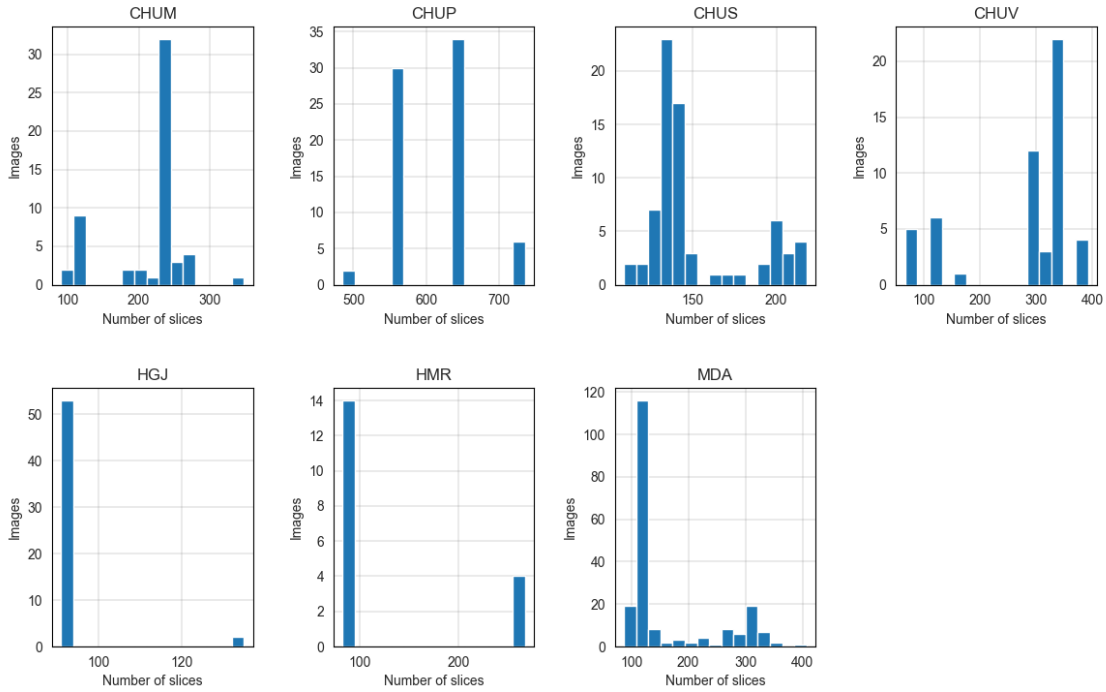 CHUM
30
25
20
15
10
5
0
Images
100 200 300
Number of slices
CHUP
35
30
25
20
15
10
5
0
Images
500 600 700
Number of slices
CHUS
20
15
10
5
0
Images
150 200
Number of slices
CHUV
20
15
10
5
0
Images
100 200 300 400
Number of slices
HGJ
50
40
30
20
10
0
Images
100 120
Number of slices
HMR
14
12
10
8
6
4
2
0
Images
100 200
Number of slices
MDA
120
100
80
60
40
20
0
Images
100 200 300 400
Number of slices